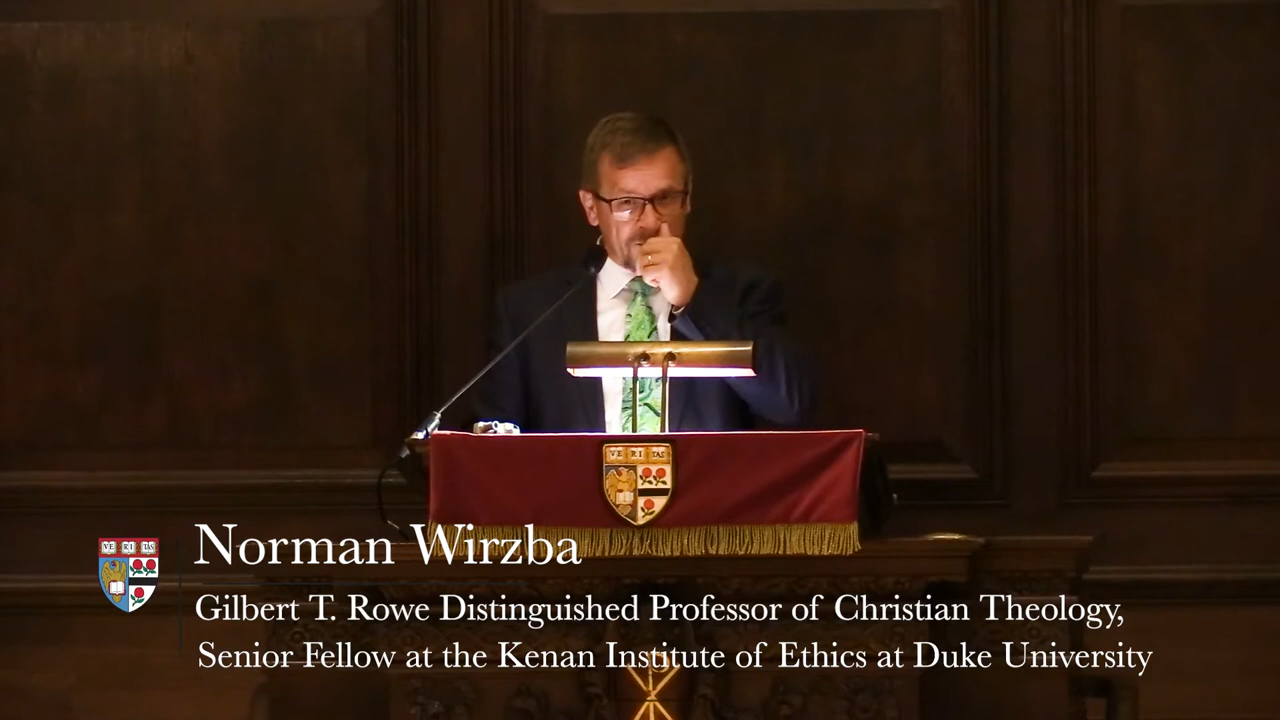 VE RI TAS
Norman Wirzba
VE RI TAS
Gilbert T. Rowe Distinguished Professor of Christian Theology,
Senior Fellow at the Kenan Institute of Ethics at Duke University